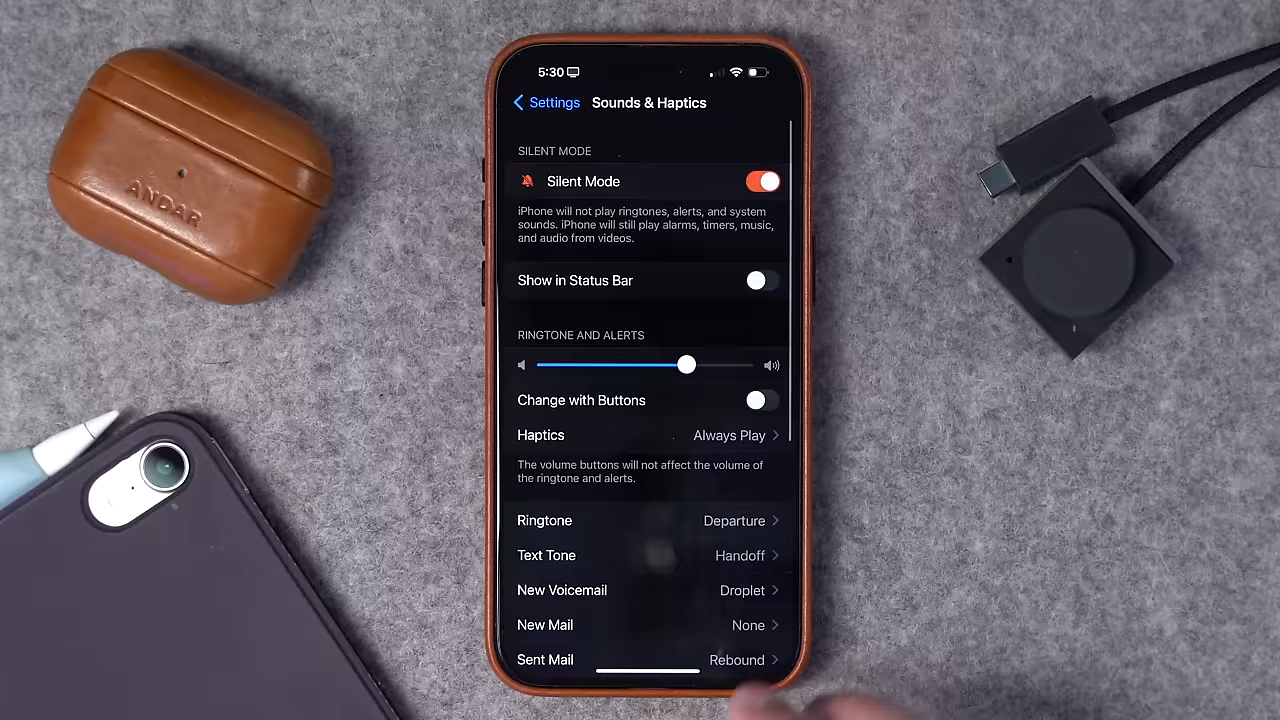 5:30
Settings Sounds & Haptics
SILENT MODE
Silent Mode
iPhone will not play ringtones, alerts, and system
sounds. iPhone will still play alarms, timers, music,
and audio from videos.
Show in Status Bar
RINGTONE AND ALERTS
Change with Buttons
Haptics Always Play
The volume buttons will not affect the volume of
the ringtone and alerts.
Ringtone Departure
Text Tone Handoff
New Voicemail Droplet
New Mail None
Sent Mail Rebound
ANDAR